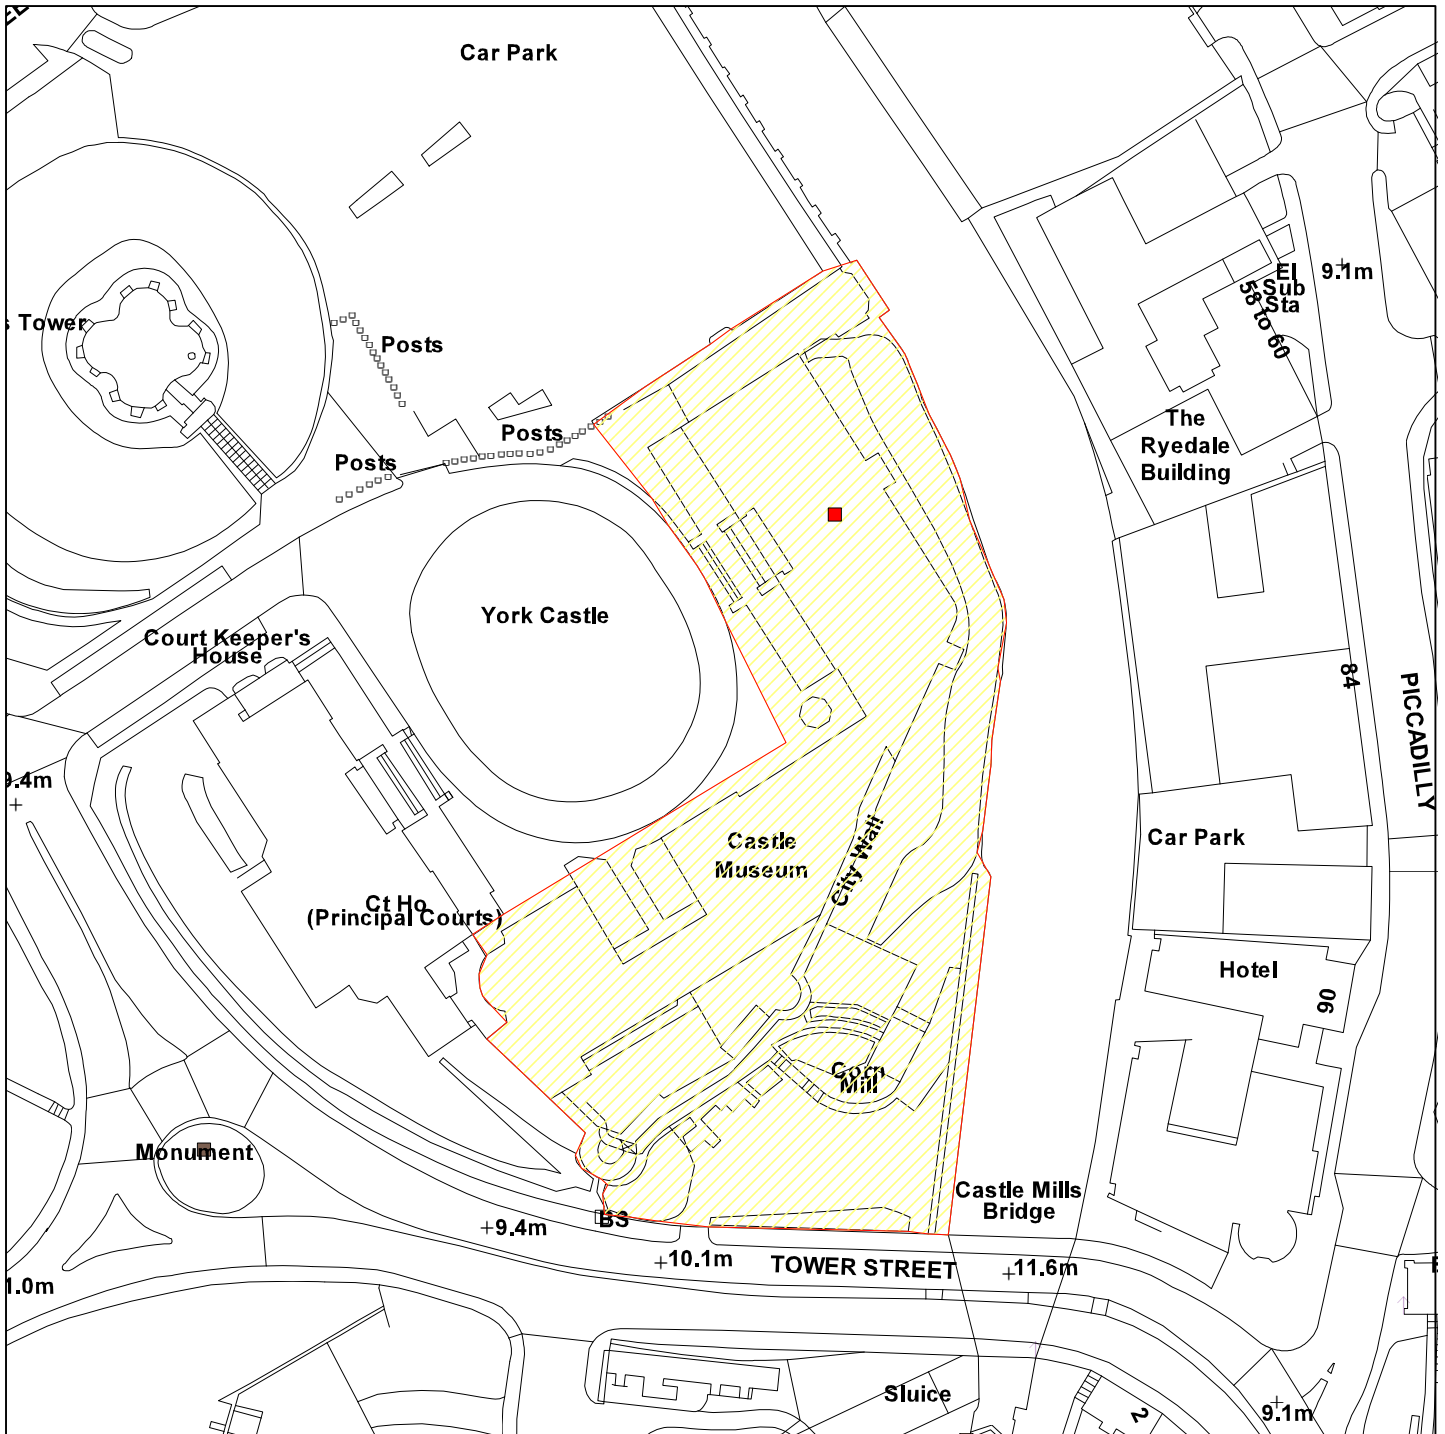 Car Park
s Tower
Posts
Posts
Posts
El
Sub
Sta
9.1m
58 to 60
The
Ryedale
Building
York Castle
Court Keeper's
House
84
PICCADILLY
9.4m
Castle
Museum
City Wall
Car Park
Ct Ho
(Principal Courts)
Hotel
90
Corn
Mill
Monument
Castle Mills
Bridge
BS
9.4m
10.1m
TOWER STREET
11.6m
1.0m
Sluice
2
9.1m